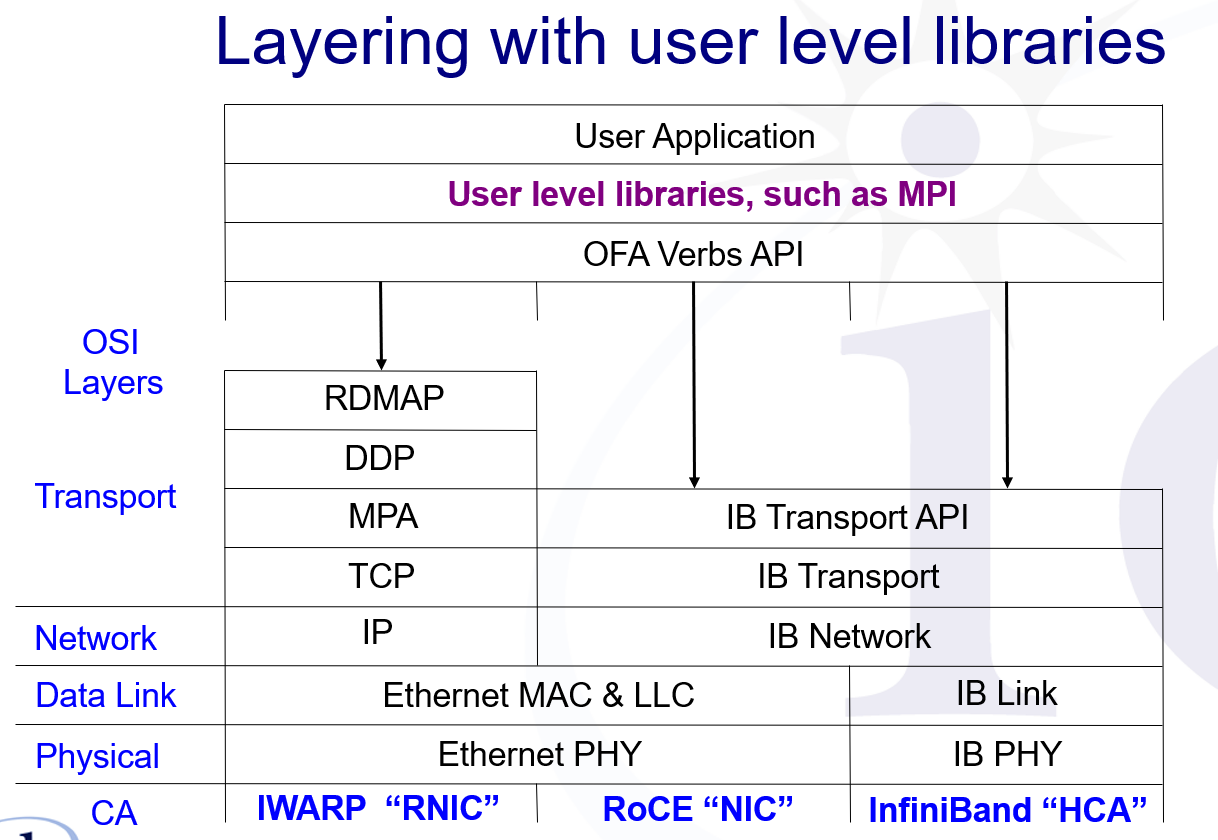 Layering with user level libraries
User Application
User level libraries, such as MPI
OFA Verbs API
OSI
Layers
RDMAP
DDP
Transport
MPA
IB Transport API
TCP
IB Transport
Network
IP
IB Network
Data Link
Ethernet MAC & LLC
IB Link
Physical
Ethernet PHY
IB PHY
CA
IWARP “RNIC”
RoCE “NIC”
InfiniBand “HCA”